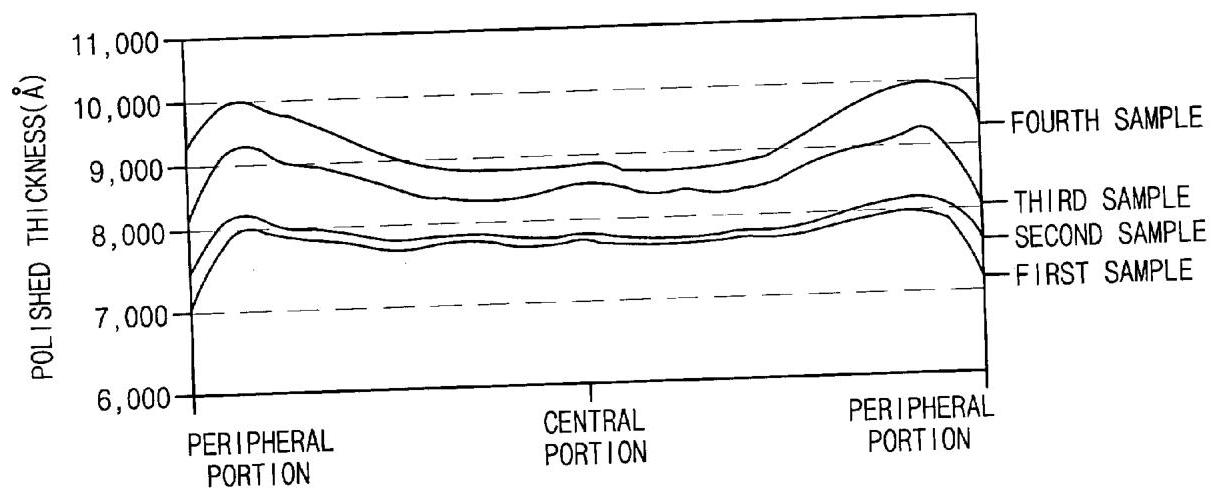 POLISHED THICKNESS(Å)
11,000
10,000
9,000
8,000
7,000
6,000
FOURTH SAMPLE
THIRD SAMPLE
SECOND SAMPLE
FIRST SAMPLE
PERIPHERAL
PORTION
CENTRAL
PORTION
PERIPHERAL
PORTION